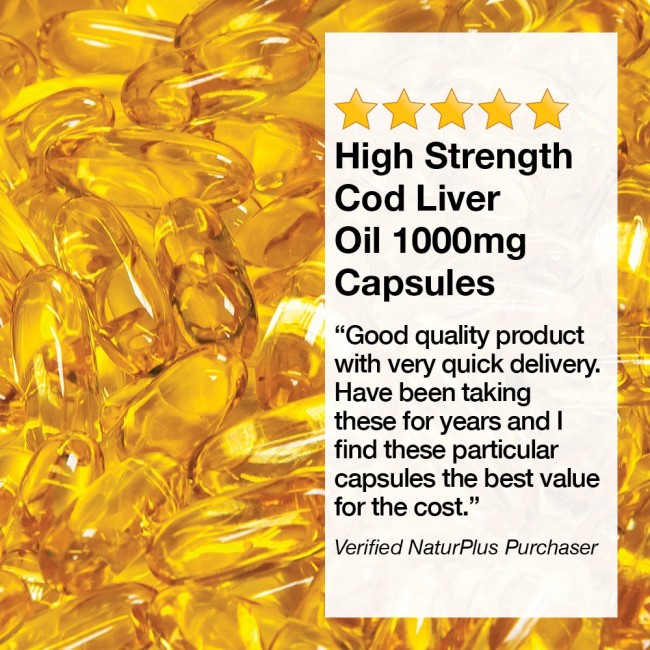 High Strength
Cod Liver
Oil 1000mg
Capsules
“Good quality product
with very quick delivery.
Have been taking
these for years and I
find these particular
capsules the best value
for the cost.”
Verified NaturPlus Purchaser